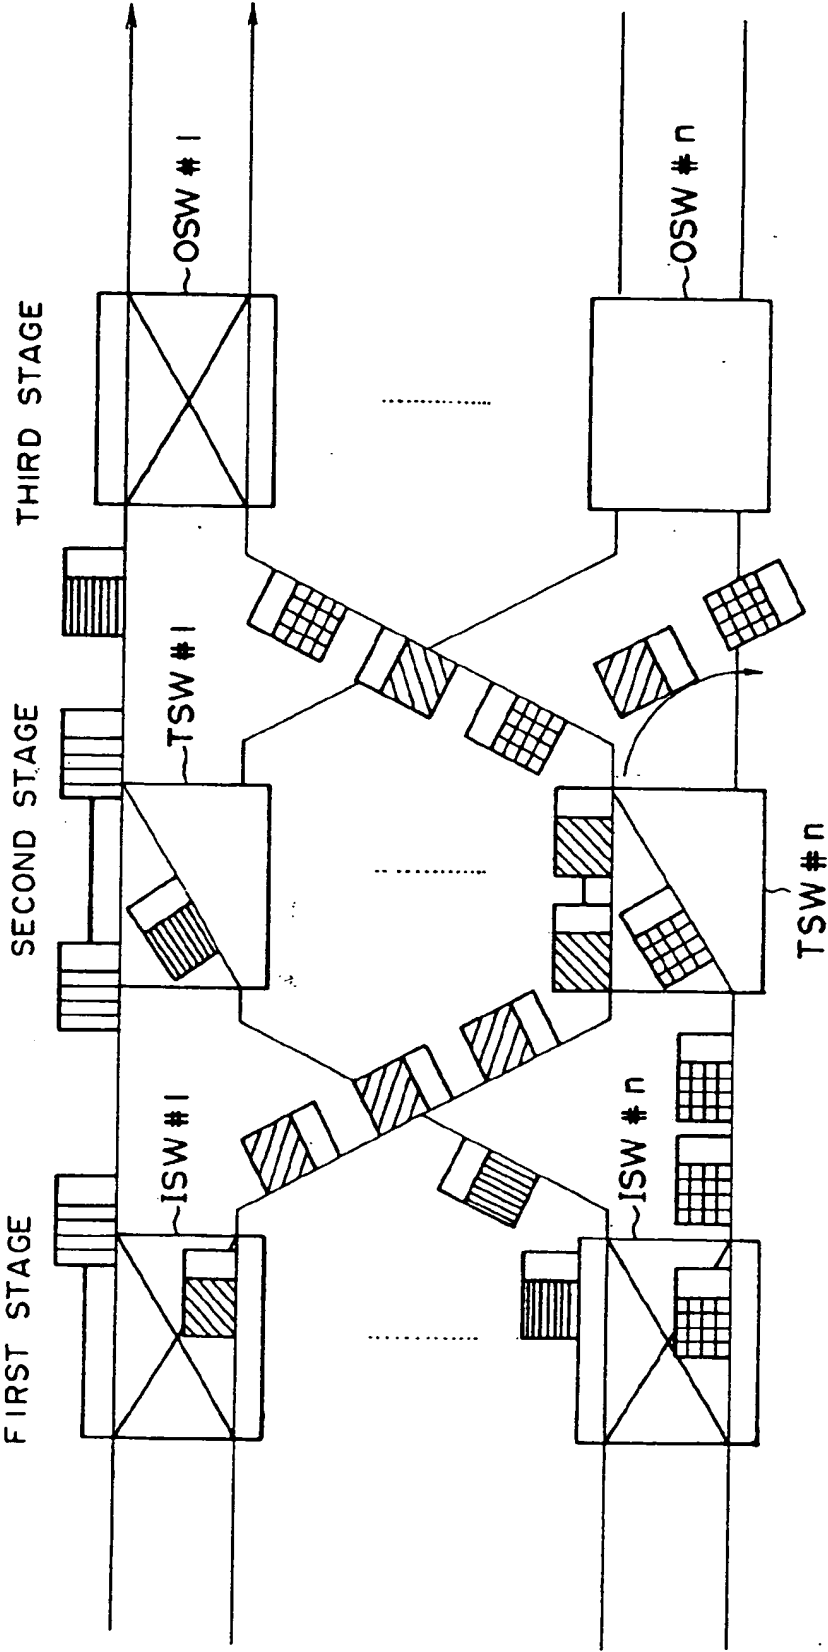 FIRST STAGE
SECOND STAGE
THIRD STAGE
ISW #1
TSW #1
OSW #1
ISW #n
TSW #n
OSW #n